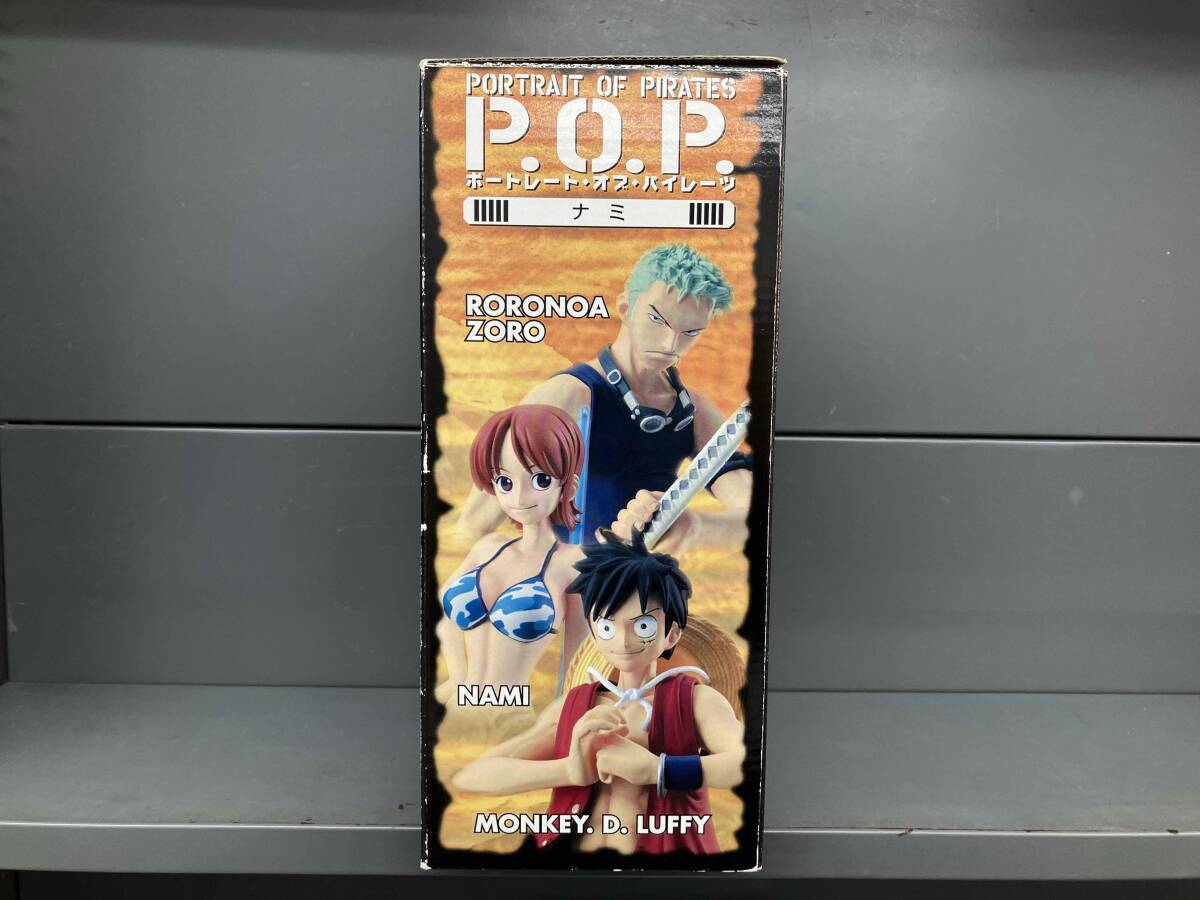 PORTRAIT OF PIRATES
P.O.P.
ポートレート・オブ・パイレーツ
ナミ
RORONOA
ZORO
NAMI
MONKEY. D. LUFFY